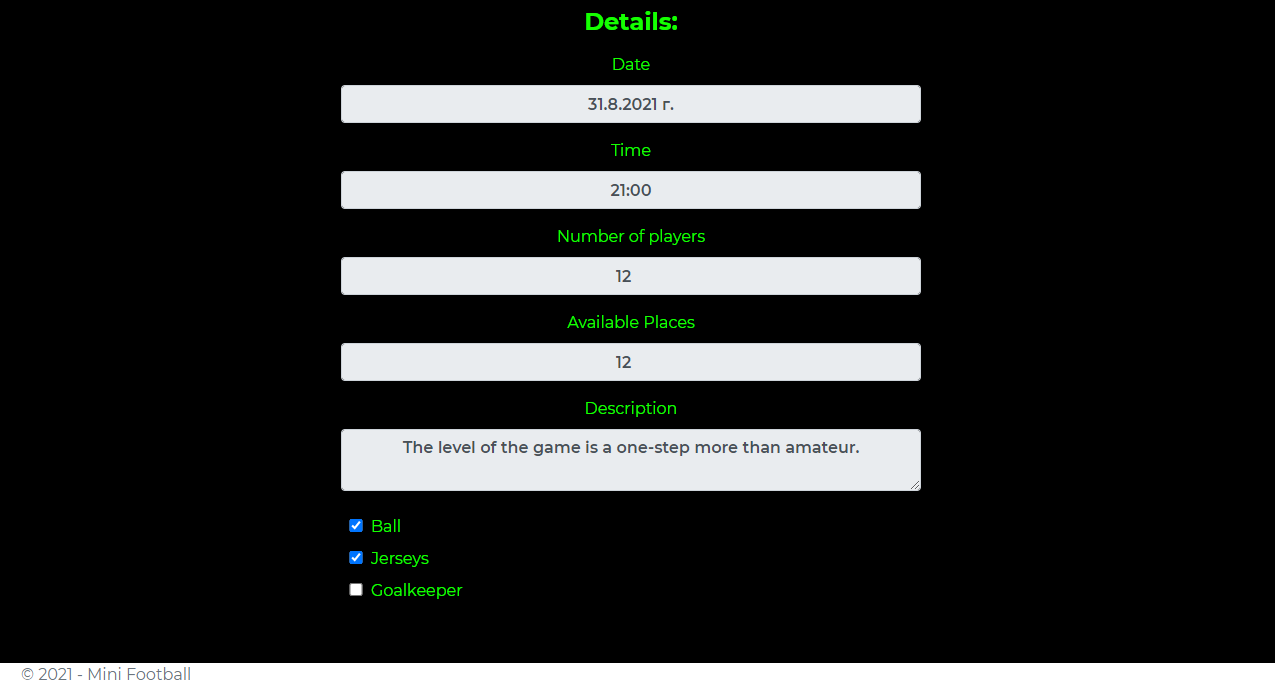 Details:
Date
31.8.2021 г.
Time
21:00
Number of players
12
Available Places
12
Description
The level of the game is a one-step more than amateur.
Ball
Jerseys
Goalkeeper
© 2021 - Mini Football